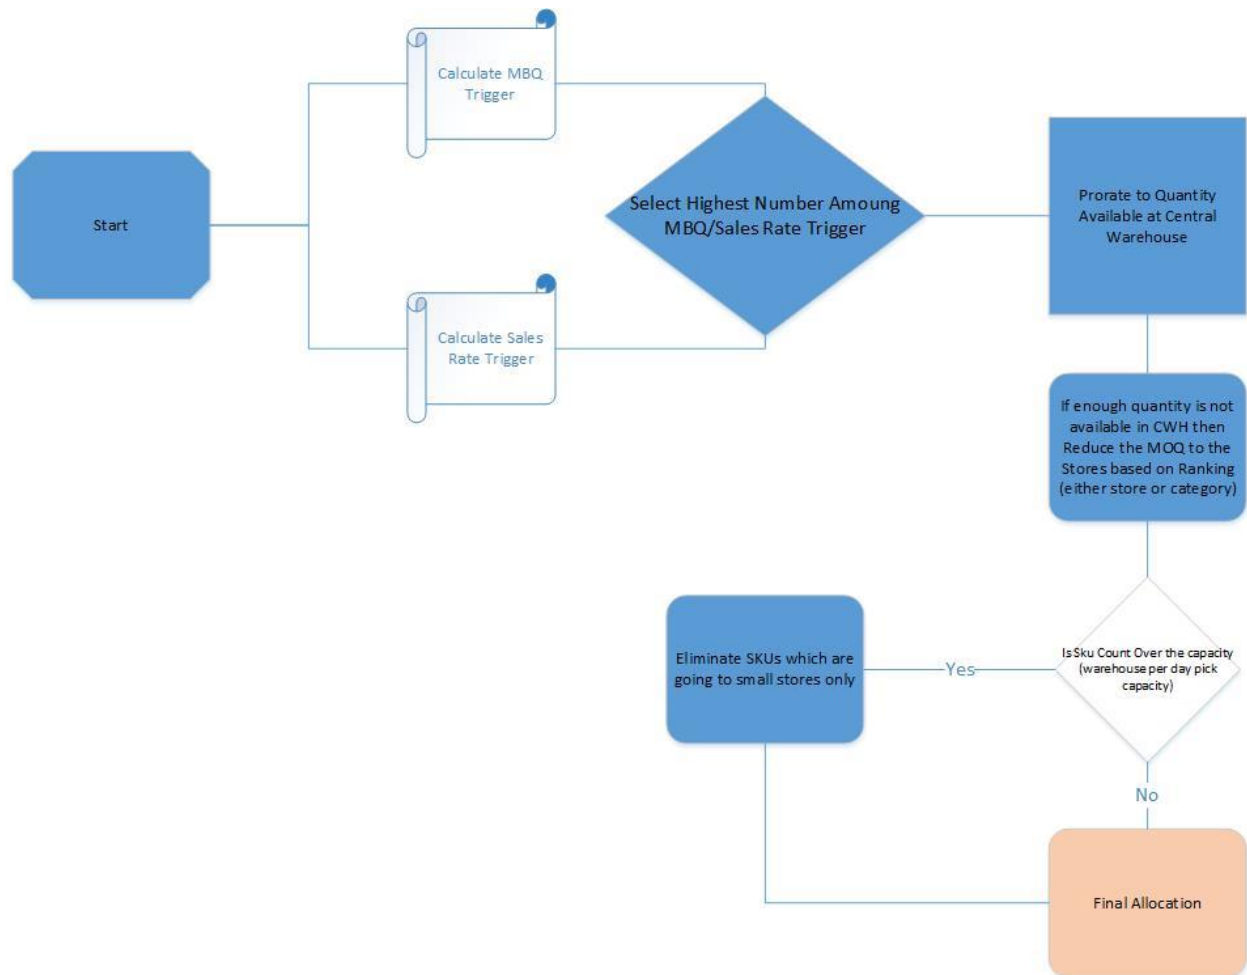 Calculate MBQ
Trigger
Start
Select Highest Number Amoung
MBQ/Sales Rate Trigger
Prorate to Quantity
Available at Central
Warehouse
Calculate Sales
Rate Trigger
If enough quantity is not
available in CWH then
Reduce the MOQ to the
Stores based on Ranking
(either store or category)
Is Sku Count Over the capacity
(warehouse per day pick
capacity)
Yes
Eliminate SKUs which are
going to small stores only
No
Final Allocation